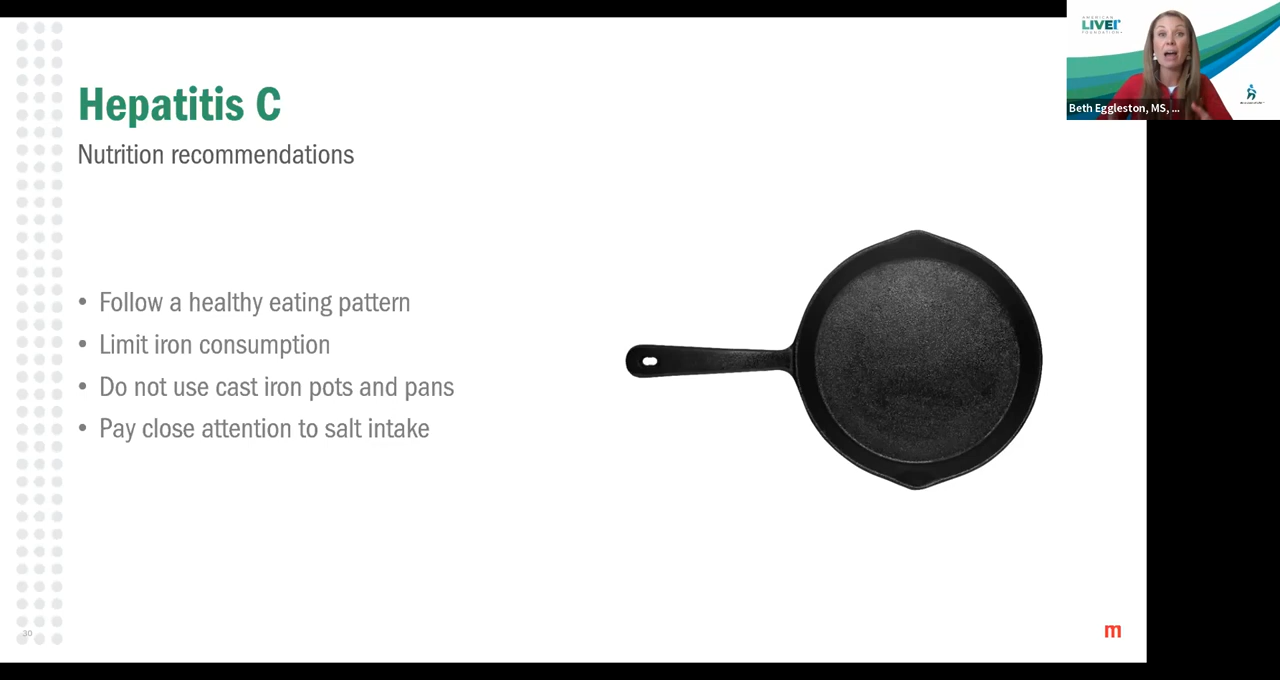 Hepatitis C
Nutrition recommendations
• Follow a healthy eating pattern
• Limit iron consumption
• Do not use cast iron pots and pans
• Pay close attention to salt intake
30
m
AMERICAN
LIVER
FOUNDATION
Beth Eggleston, MS, ...